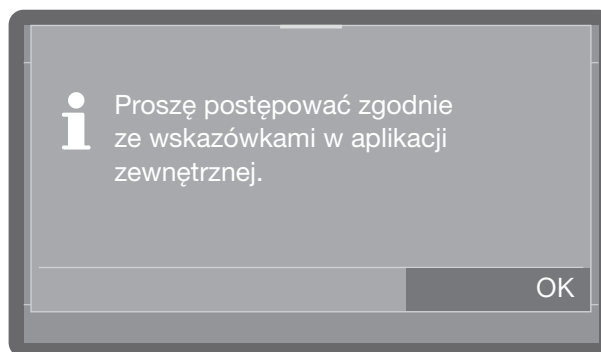 Proszę postępować zgodnie
ze wskazówkami w aplikacji
zewnętrznej.
OK